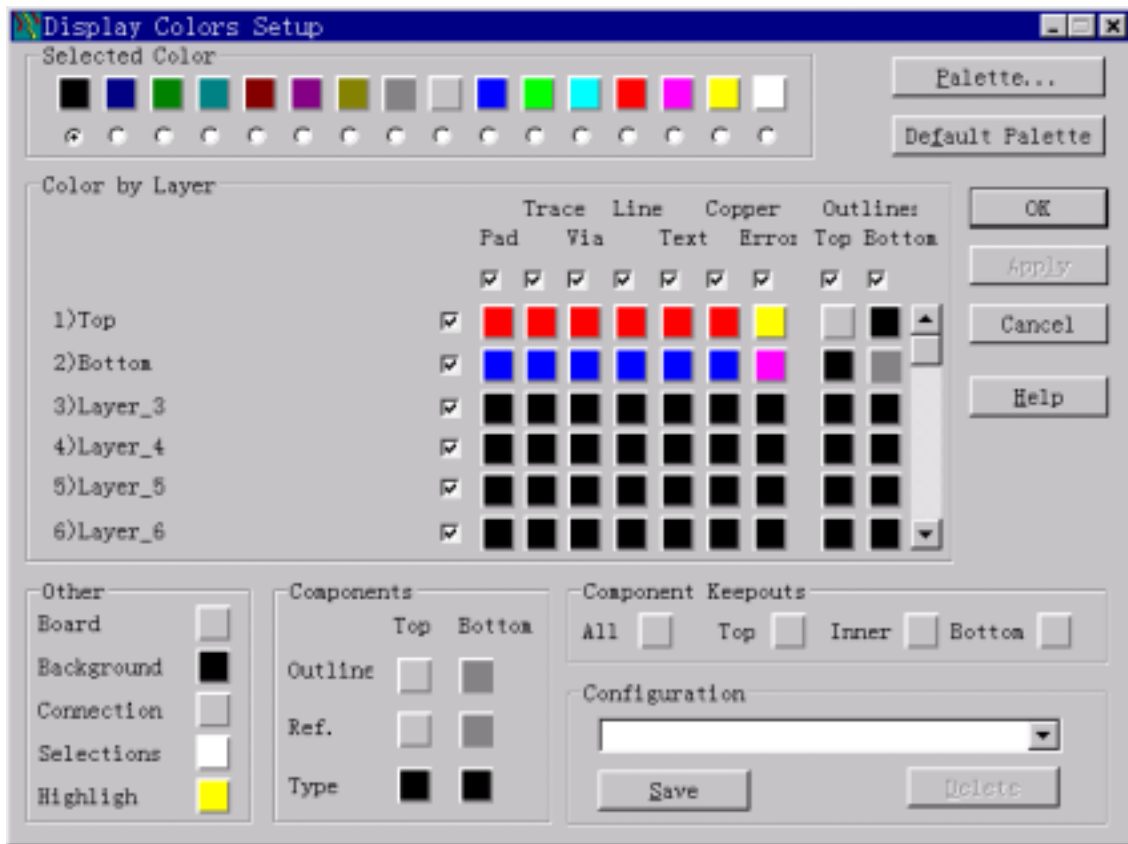 Display Colors Setup
Selected Color
Palette...
Default Palette
Color by Layer
Trace Line Copper Outlines
Pad Via Text Error Top Bottom
OK
Apply
1)Top
Cancel
2)Bottom
3)Layer_3
Help
4)Layer_4
5)Layer_5
6)Layer_6
Other
Board
Background
Connection
Selections
Highligh
Components
Top Bottom
Outline
Ref.
Type
Component Keepouts
All Top Inner Bottom
Configuration
Save
Delete